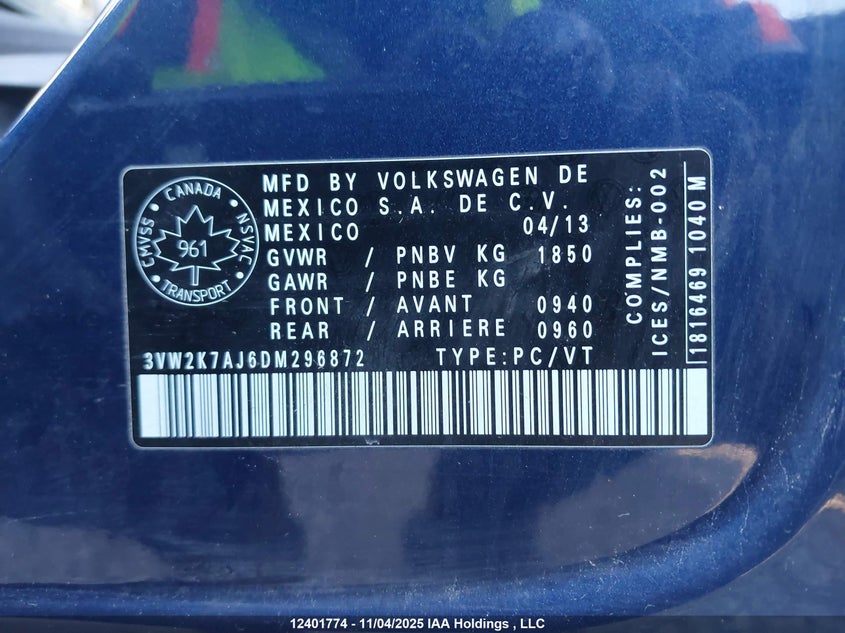 CANADA
CMVSS
NSVAC
961
TRANSPORT
MFD BY VOLKSWAGEN DE
MEXICO S.A. DE C.V.
MEXICO 04/13
GVWR / PNBV KG 1850
GAWR / PNBE KG
FRONT / AVANT 0940
REAR / ARRIERE 0960
3VW2K7AJ6DM296872 TYPE:PC/VT
COMPLIES:
ICES/NMB-002
1816469 1040 M
12401774 - 11/04/2025 IAA Holdings , LLC